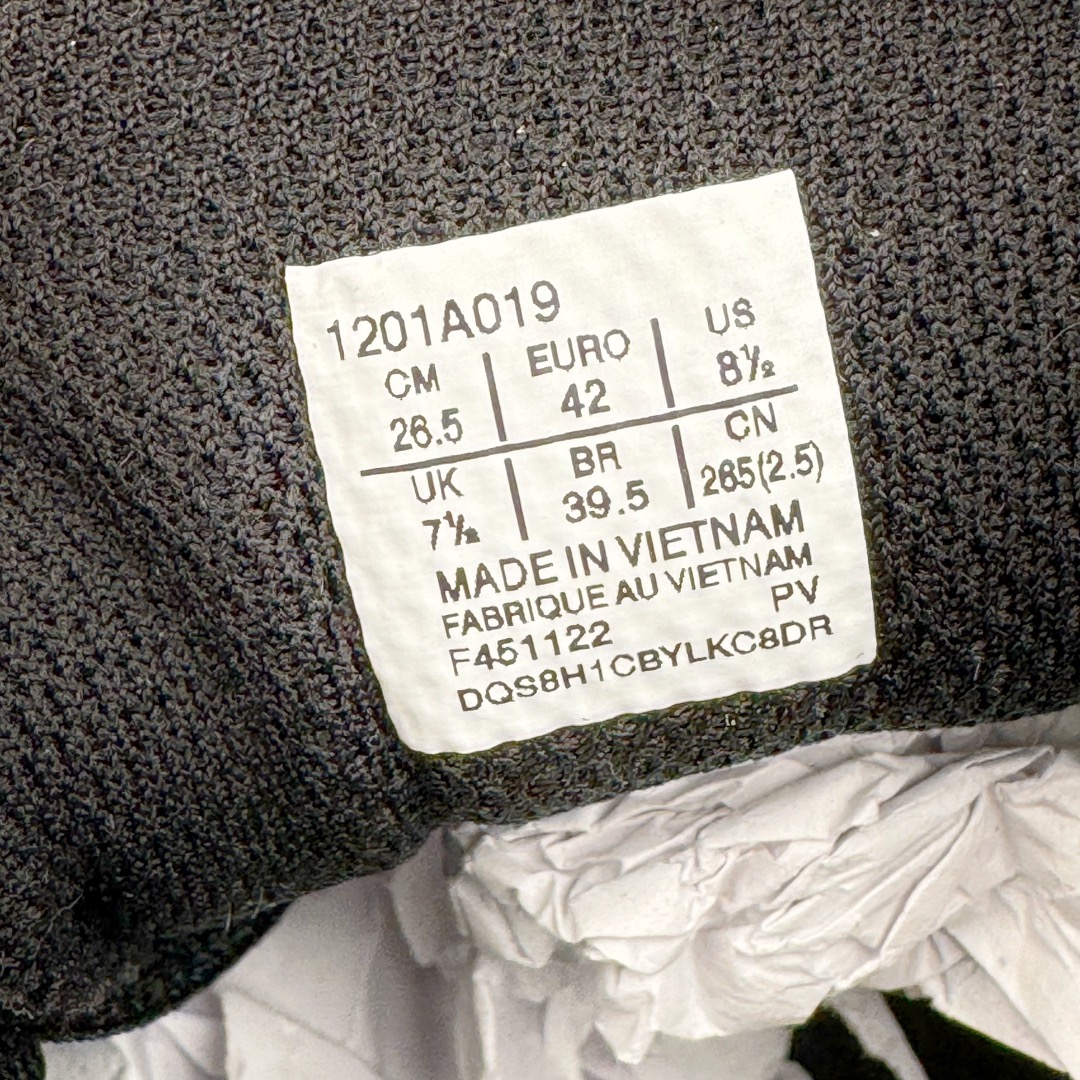 1201A019
CM EURO US
26.5 42 8½
UK BR CN
7½ 39.5 265(2.5)
MADE IN VIETNAM
FABRIQUE AU VIETNAM
F451122 PV
DQS8H1CBYLKC8DR